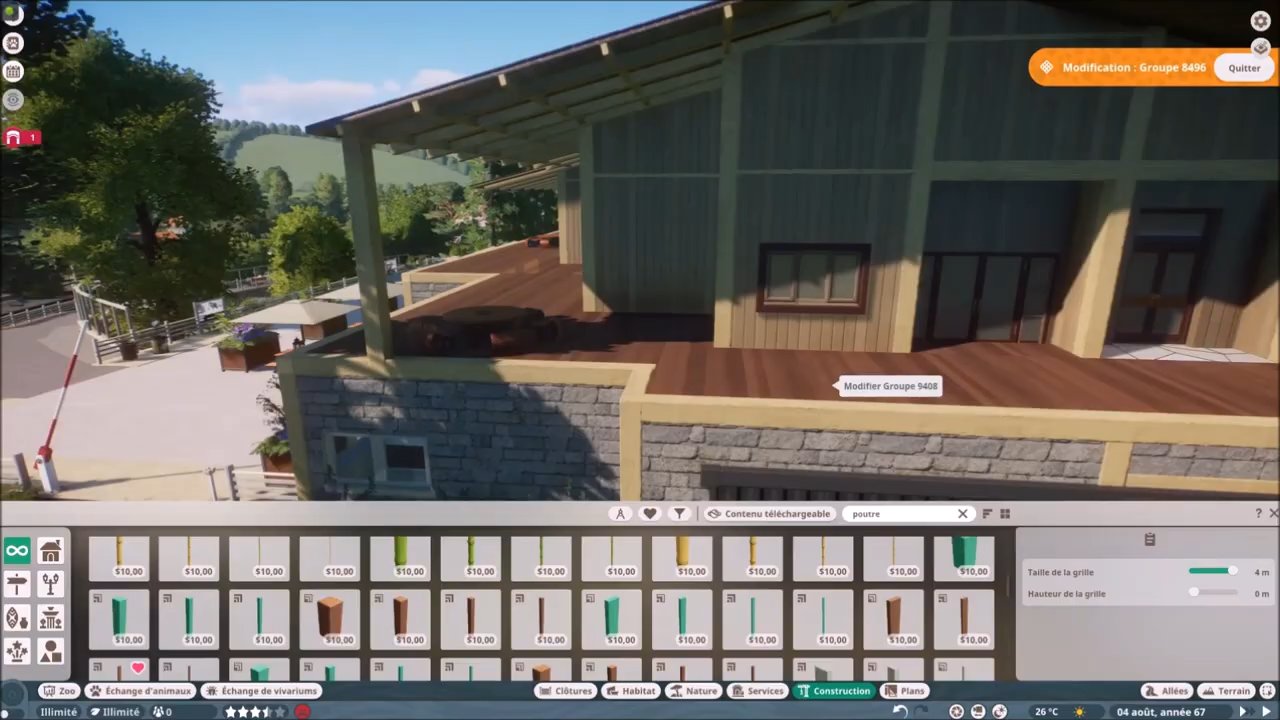 Modification : Groupe 8496
Quitter
1
Modifier Groupe 9408
Contenu téléchargeable
poutre
?
$10,00 $10,00 $10,00 $10,00 $10,00 $10,00 $10,00 $10,00 $10,00 $10,00 $10,00 $10,00 $10,00
Taille de la grille 4 m
Hauteur de la grille 0 m
$10,00 $10,00 $10,00 $10,00 $10,00 $10,00 $10,00 $10,00 $10,00 $10,00 $10,00 $10,00 $10,00
Zoo Échange d'animaux Échange de vivariums Clôtures Habitat Nature Services Construction Plans Allées Terrain
Illimité Illimité 0 26 °C 04 août, année 67